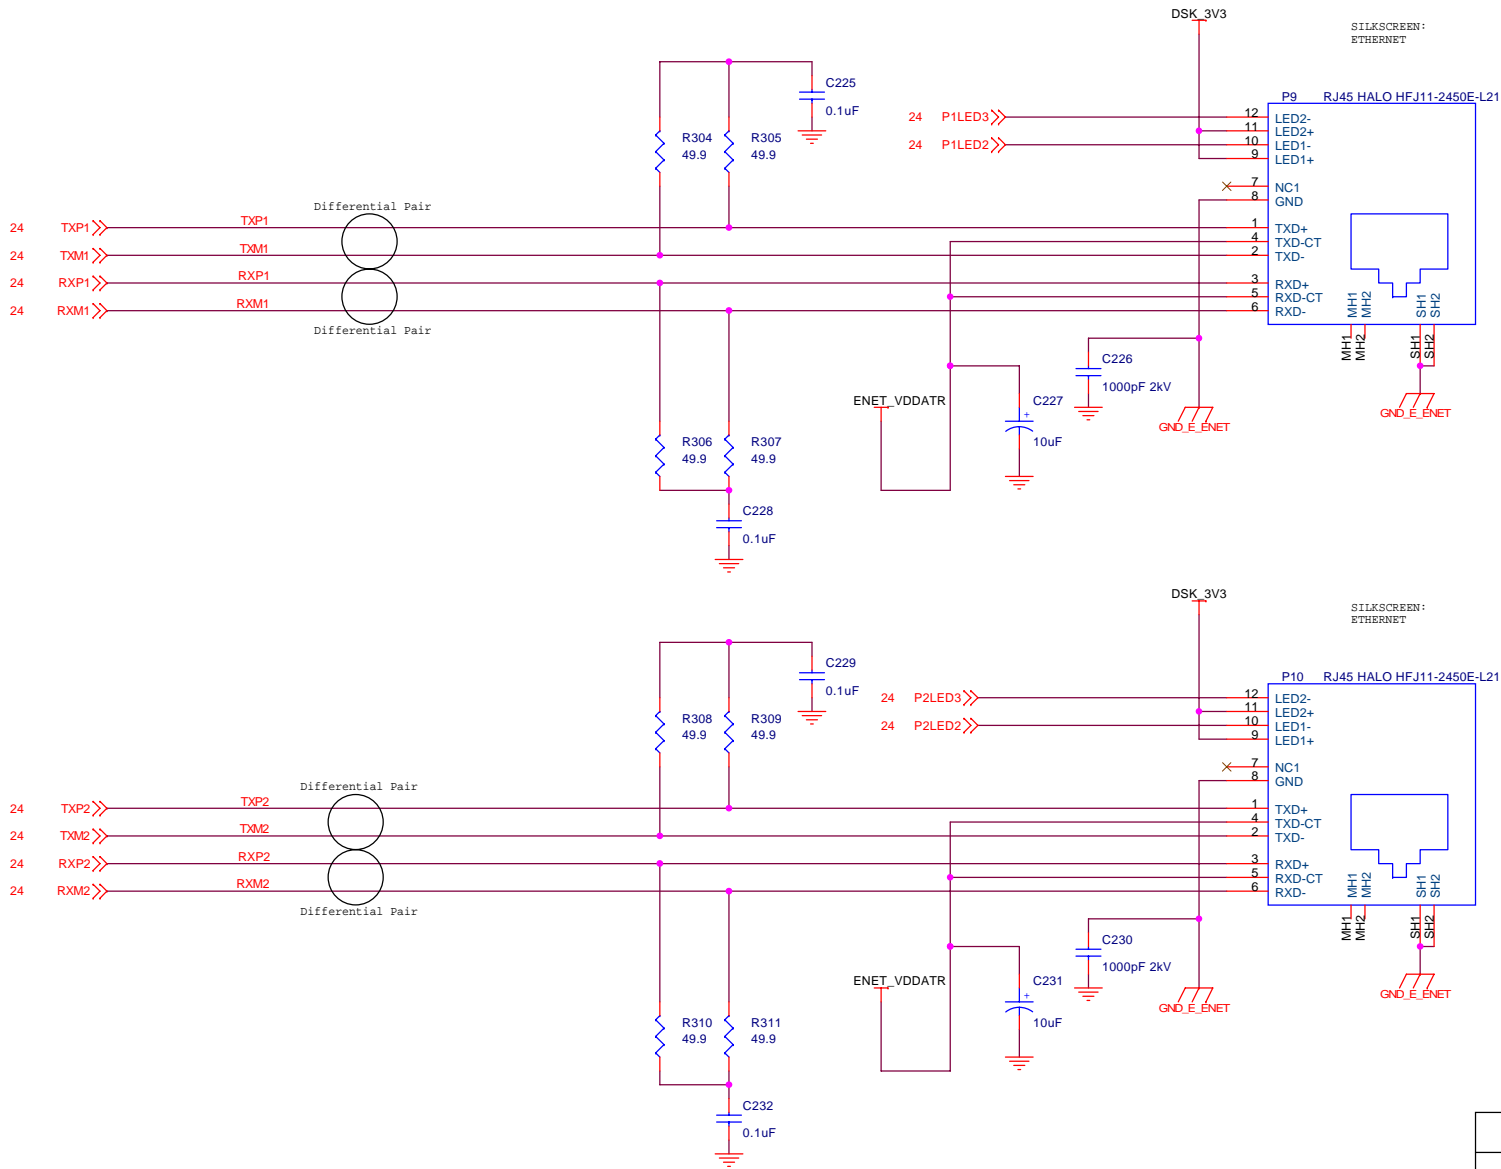 DSK_3V3
SILKSCREEN:
ETHERNET
C225
0.1uF
P9 RJ45 HALO HFJ11-2450E-L21
24 P1LED3
12 LED2-
11 LED2+
24 P1LED2
10 LED1-
9 LED1+
R304
49.9
R305
49.9
7 NC1
8 GND
Differential Pair
24 TXP1 TXP1
1 TXD+
4 TXD-CT
24 TXM1 TXM1
2 TXD-
24 RXP1 RXP1
3 RXD+
5 RXD-CT
24 RXM1 RXM1
6 RXD-
Differential Pair
MH1
MH2
SH1
SH2
MH1
MH2
SH1
SH2
C226
1000pF 2kV
ENET_VDDATR
C227
10uF
GND_E_ENET
GND_E_ENET
R306
49.9
R307
49.9
C228
0.1uF
DSK_3V3
SILKSCREEN:
ETHERNET
C229
0.1uF
P10 RJ45 HALO HFJ11-2450E-L21
24 P2LED3
12 LED2-
11 LED2+
24 P2LED2
10 LED1-
9 LED1+
R308
49.9
R309
49.9
7 NC1
8 GND
Differential Pair
24 TXP2 TXP2
1 TXD+
4 TXD-CT
24 TXM2 TXM2
2 TXD-
24 RXP2 RXP2
3 RXD+
5 RXD-CT
24 RXM2 RXM2
6 RXD-
Differential Pair
MH1
MH2
SH1
SH2
MH1
MH2
SH1
SH2
C230
1000pF 2kV
ENET_VDDATR
C231
10uF
GND_E_ENET
GND_E_ENET
R310
49.9
R311
49.9
C232
0.1uF